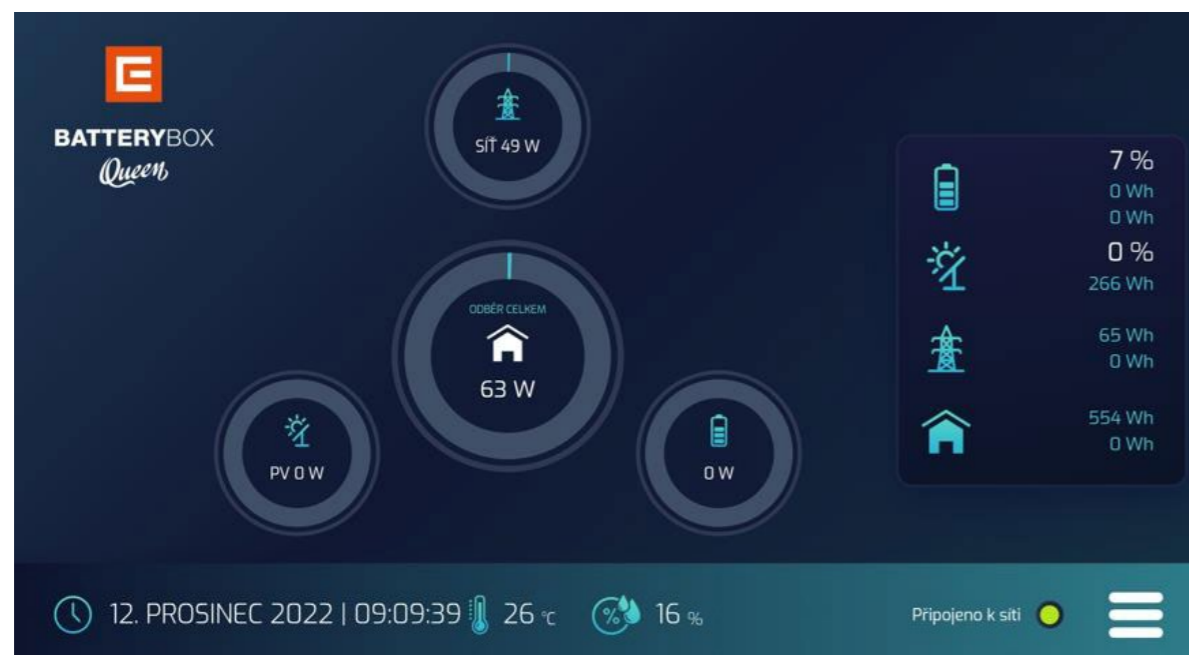 BATTERYBOX
Queen
SÍŤ 49 W
ODBĚR CELKEM
63 W
PV 0 W
0 W
7 %
0 Wh
0 Wh
0 %
266 Wh
65 Wh
0 Wh
554 Wh
0 Wh
12. PROSINEC 2022 | 09:09:39 26 °C % 16 % Připojeno k síti